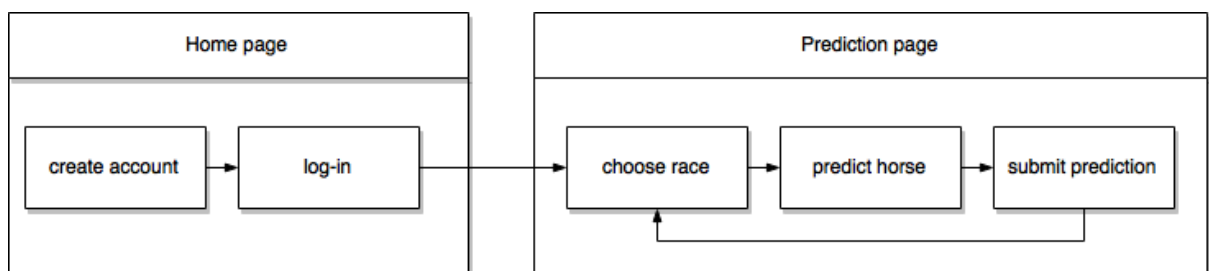 Home page
Prediction page
create account
log-in
choose race
predict horse
submit prediction